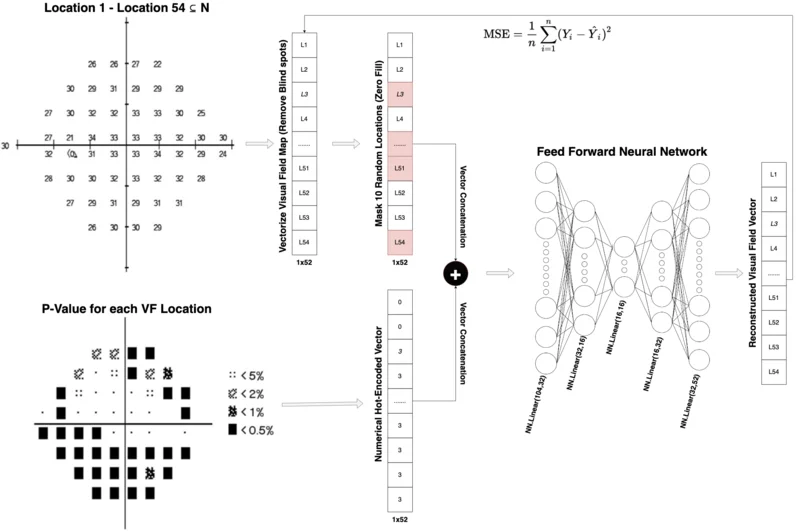 Location 1 - Location 54 ⊆ N
26 26 27 22
30 29 31 29 29 29
27 30 32 32 33 33 30 25
27 21 34 33 33 33 34 32 30 30
30
32 (0 31 33 33 34 32 29 24
28 30 30 32 33 32 32 28
27 29 31 29 31 31
26 30 30 29
Vectorize Visual Field Map (Remove Blind spots)
L1
L2
L3
L4
......
L51
L52
L53
L54
1x52
Mask 10 Random Locations (Zero Fill)
L1
L2
L3
L4
......
L51
L52
L53
L54
1x52
MSE = 1/n ∑ i=1 n (Yi − Ŷi)2
Vector Concatenation
+
Vector Concatenation
P-Value for each VF Location
< 5%
< 2%
< 1%
< 0.5%
Numerical Hot-Encoded Vector
0
0
3
3
......
3
3
3
3
1x52
Feed Forward Neural Network
NN.Linear(104,32)
NN.Linear(32,16)
NN.Linear(16,16)
NN.Linear(16,32)
NN.Linear(32,52)
Reconstructed Visual Field Vector
L1
L2
L3
L4
......
L51
L52
L53
L54